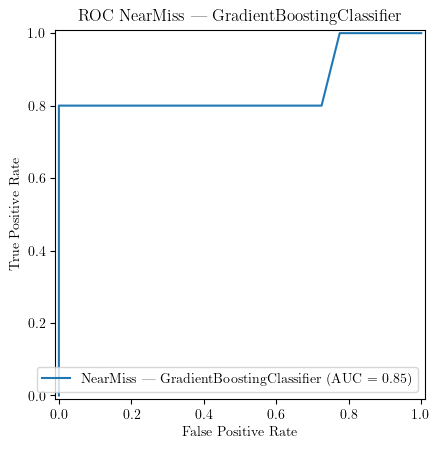 ROC NearMiss — GradientBoostingClassifier
1.0
0.8
0.6
0.4
0.2
0.0
True Positive Rate
NearMiss — GradientBoostingClassifier (AUC = 0.85)
0.0 0.2 0.4 0.6 0.8 1.0
False Positive Rate